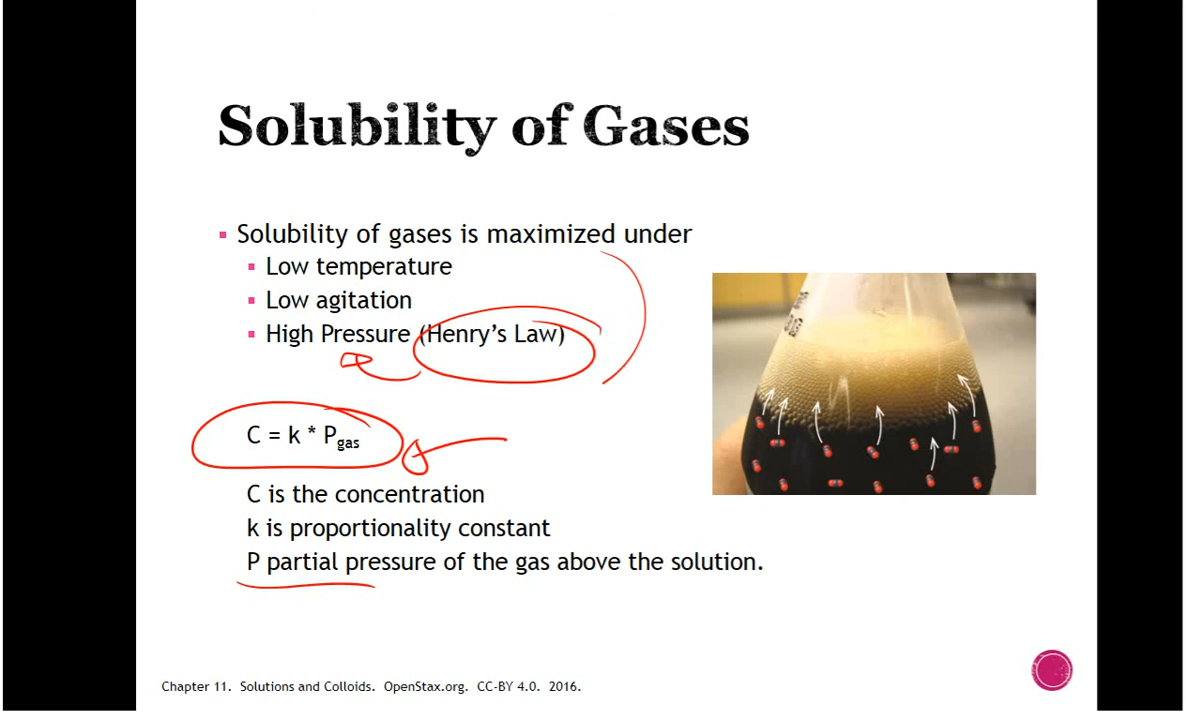 Solubility of Gases
▪ Solubility of gases is maximized under
▪ Low temperature
▪ Low agitation
▪ High Pressure (Henry's Law)
C = k * Pgas
C is the concentration
k is proportionality constant
P partial pressure of the gas above the solution.
Chapter 11. Solutions and Colloids. OpenStax.org. CC-BY 4.0. 2016.